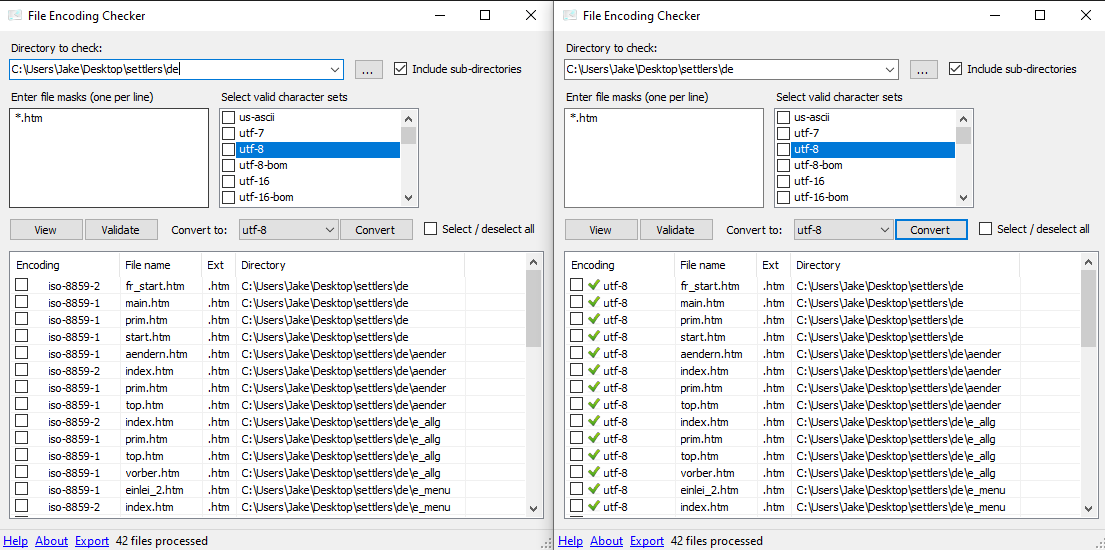 File Encoding Checker
Directory to check:
C:\Users\Jake\Desktop\settlers\de
...
Include sub-directories
Enter file masks (one per line)
Select valid character sets
*.htm
us-ascii
utf-7
utf-8
utf-8-bom
utf-16
utf-16-bom
View
Validate
Convert to:
utf-8
Convert
Select / deselect all
Encoding File name Ext Directory
iso-8859-2 fr_start.htm .htm C:\Users\Jake\Desktop\settlers\de
iso-8859-1 main.htm .htm C:\Users\Jake\Desktop\settlers\de
iso-8859-1 prim.htm .htm C:\Users\Jake\Desktop\settlers\de
iso-8859-1 start.htm .htm C:\Users\Jake\Desktop\settlers\de
iso-8859-1 aendern.htm .htm C:\Users\Jake\Desktop\settlers\de\aender
iso-8859-2 index.htm .htm C:\Users\Jake\Desktop\settlers\de\aender
iso-8859-1 prim.htm .htm C:\Users\Jake\Desktop\settlers\de\aender
iso-8859-1 top.htm .htm C:\Users\Jake\Desktop\settlers\de\aender
iso-8859-2 index.htm .htm C:\Users\Jake\Desktop\settlers\de\e_allg
iso-8859-1 prim.htm .htm C:\Users\Jake\Desktop\settlers\de\e_allg
iso-8859-1 top.htm .htm C:\Users\Jake\Desktop\settlers\de\e_allg
iso-8859-1 vorber.htm .htm C:\Users\Jake\Desktop\settlers\de\e_allg
iso-8859-1 einlei_2.htm .htm C:\Users\Jake\Desktop\settlers\de\e_menu
iso-8859-2 index.htm .htm C:\Users\Jake\Desktop\settlers\de\e_menu
Help About Export 42 files processed
File Encoding Checker
Directory to check:
C:\Users\Jake\Desktop\settlers\de
...
Include sub-directories
Enter file masks (one per line)
Select valid character sets
*.htm
us-ascii
utf-7
utf-8
utf-8-bom
utf-16
utf-16-bom
View
Validate
Convert to:
utf-8
Convert
Select / deselect all
Encoding File name Ext Directory
utf-8 fr_start.htm .htm C:\Users\Jake\Desktop\settlers\de
utf-8 main.htm .htm C:\Users\Jake\Desktop\settlers\de
utf-8 prim.htm .htm C:\Users\Jake\Desktop\settlers\de
utf-8 start.htm .htm C:\Users\Jake\Desktop\settlers\de
utf-8 aendern.htm .htm C:\Users\Jake\Desktop\settlers\de\aender
utf-8 index.htm .htm C:\Users\Jake\Desktop\settlers\de\aender
utf-8 prim.htm .htm C:\Users\Jake\Desktop\settlers\de\aender
utf-8 top.htm .htm C:\Users\Jake\Desktop\settlers\de\aender
utf-8 index.htm .htm C:\Users\Jake\Desktop\settlers\de\e_allg
utf-8 prim.htm .htm C:\Users\Jake\Desktop\settlers\de\e_allg
utf-8 top.htm .htm C:\Users\Jake\Desktop\settlers\de\e_allg
utf-8 vorber.htm .htm C:\Users\Jake\Desktop\settlers\de\e_allg
utf-8 einlei_2.htm .htm C:\Users\Jake\Desktop\settlers\de\e_menu
utf-8 index.htm .htm C:\Users\Jake\Desktop\settlers\de\e_menu
Help About Export 42 files processed